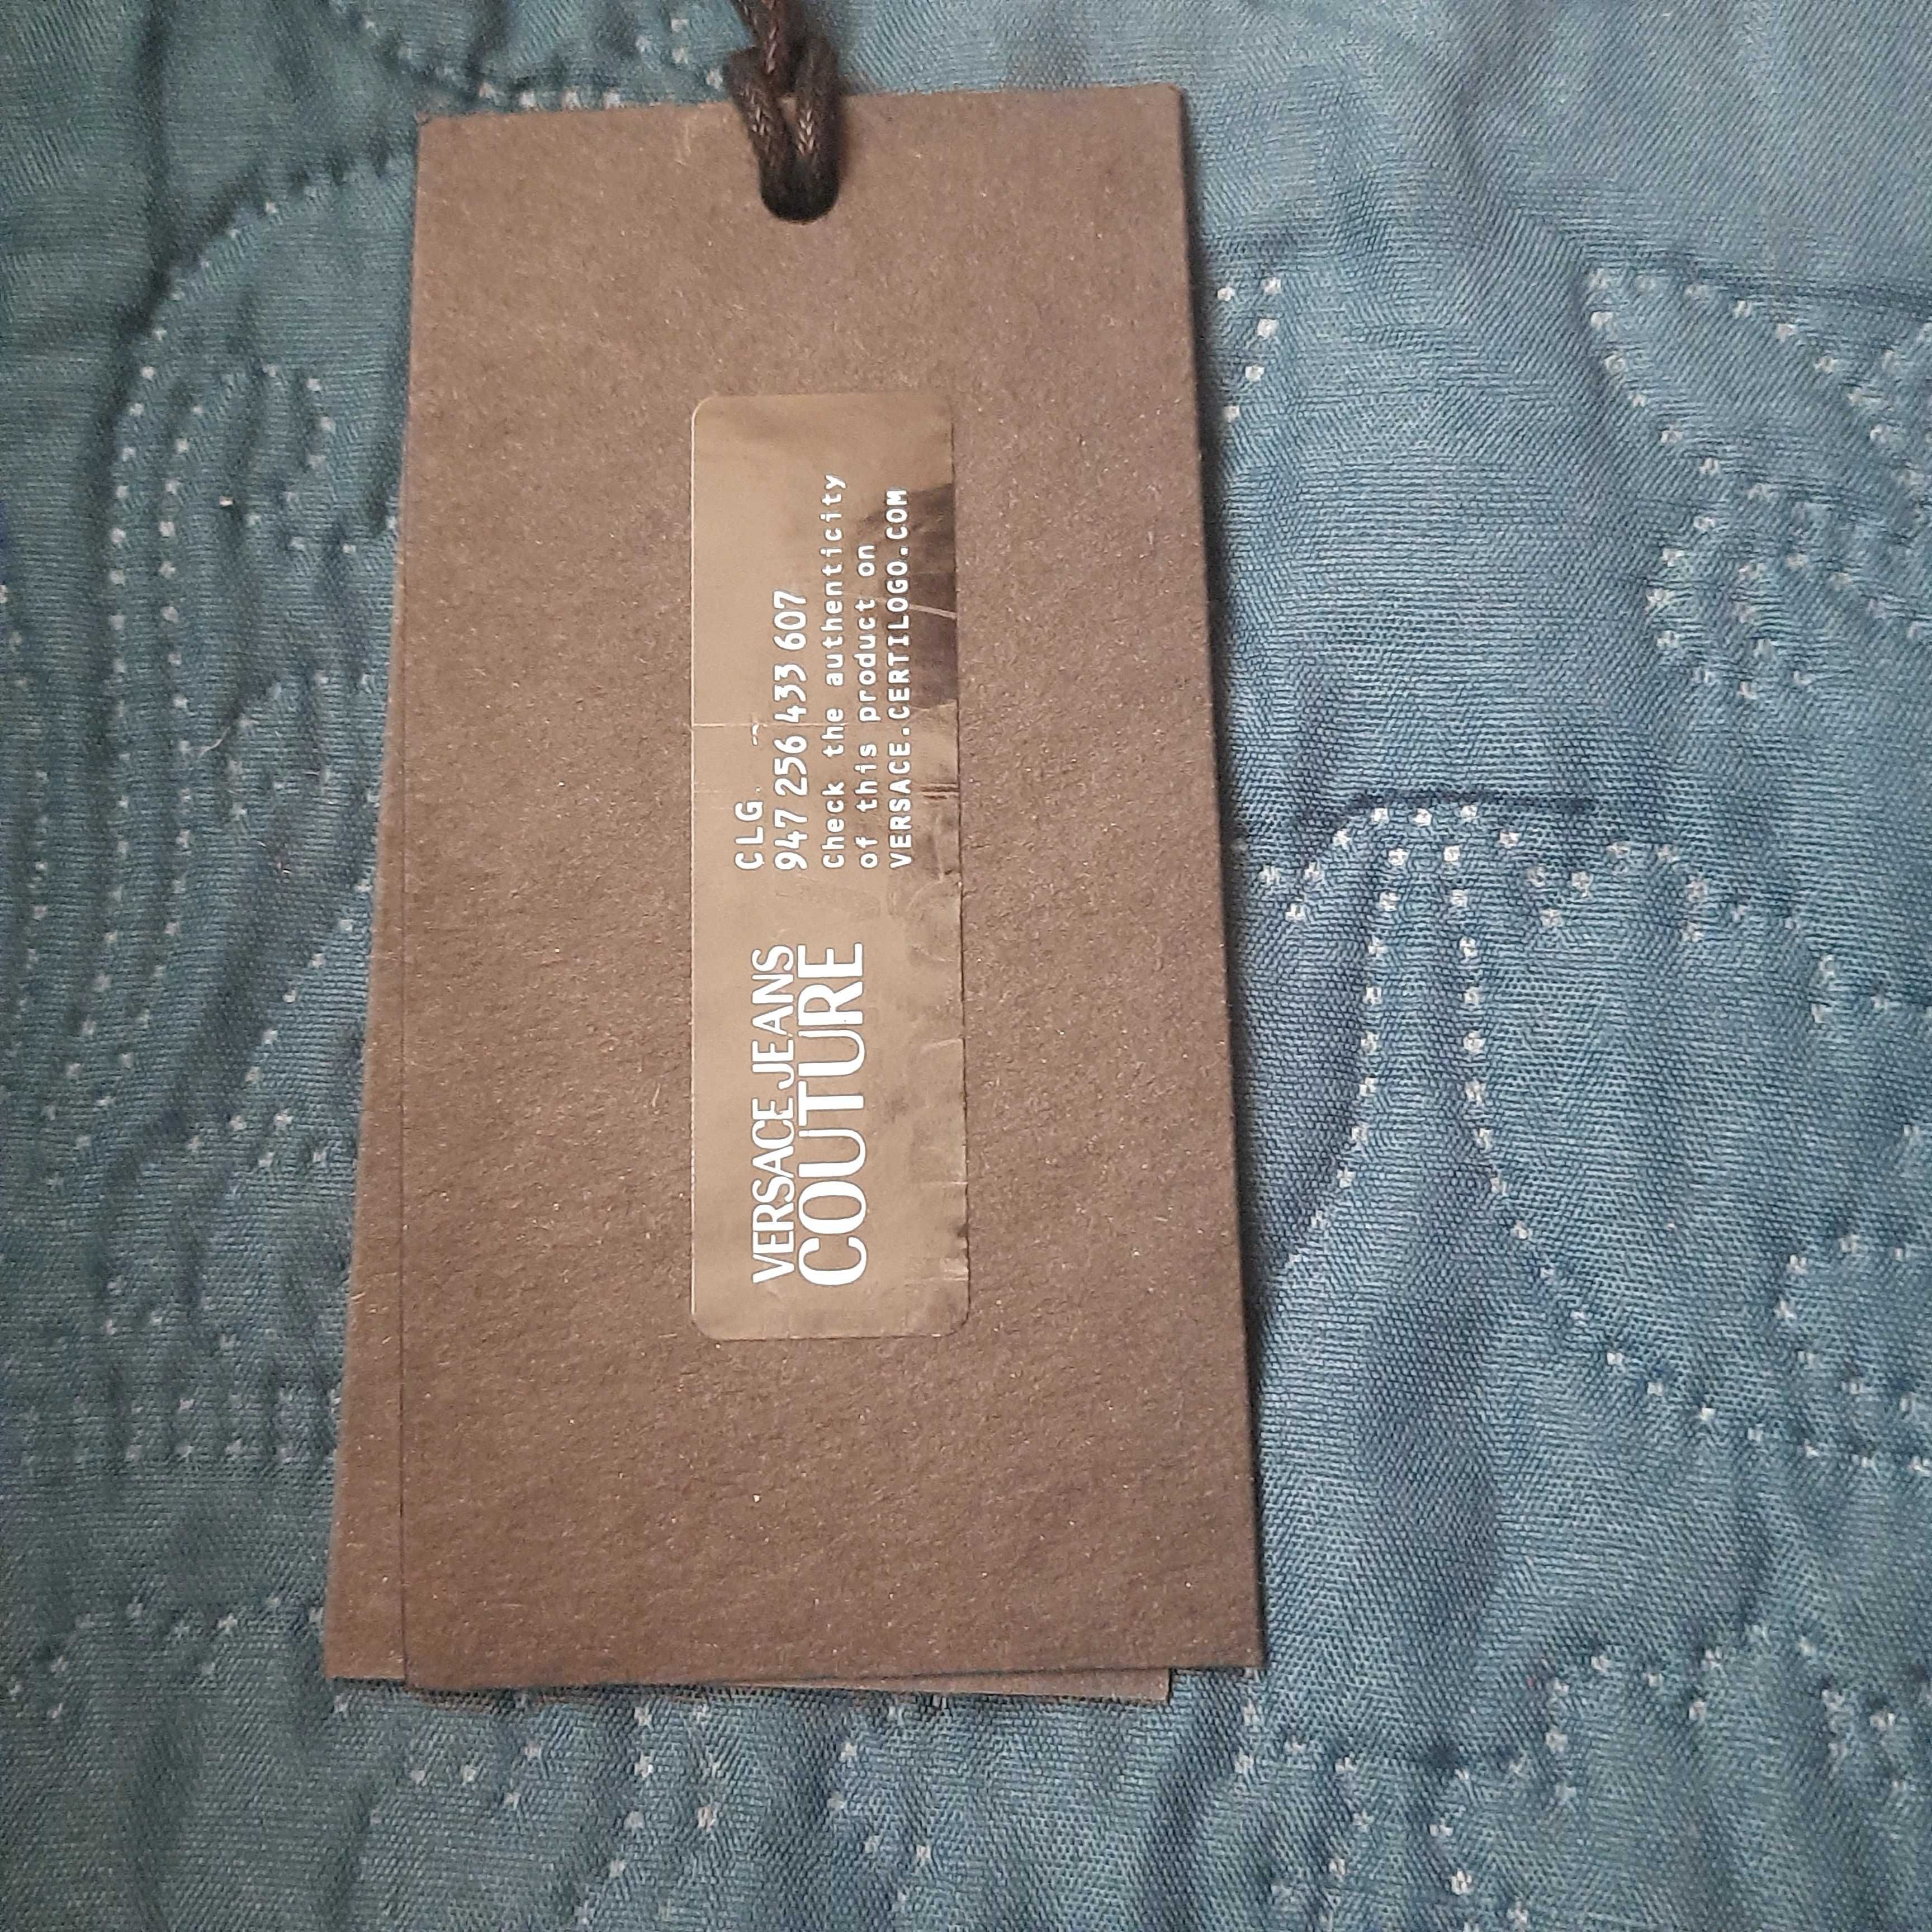 VERSACE JEANS
COUTURE
CLG
947 256 433 607
Check the authenticity
of this product on
VERSACE.CERTILOGO.COM